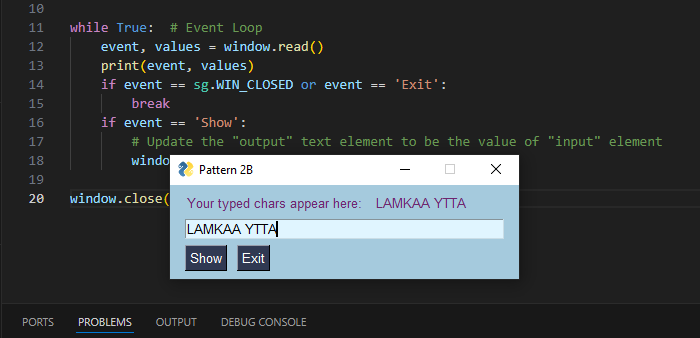 10
11 while True:  # Event Loop
12     event, values = window.read()
13     print(event, values)
14     if event == sg.WIN_CLOSED or event == 'Exit':
15         break
16     if event == 'Show':
17         # Update the "output" text element to be the value of "input" element
18         windo
19
20 window.close(
Pattern 2B
Your typed chars appear here: LAMKAA YTTA
LAMKAA YTTA
Show Exit
PORTS PROBLEMS OUTPUT DEBUG CONSOLE